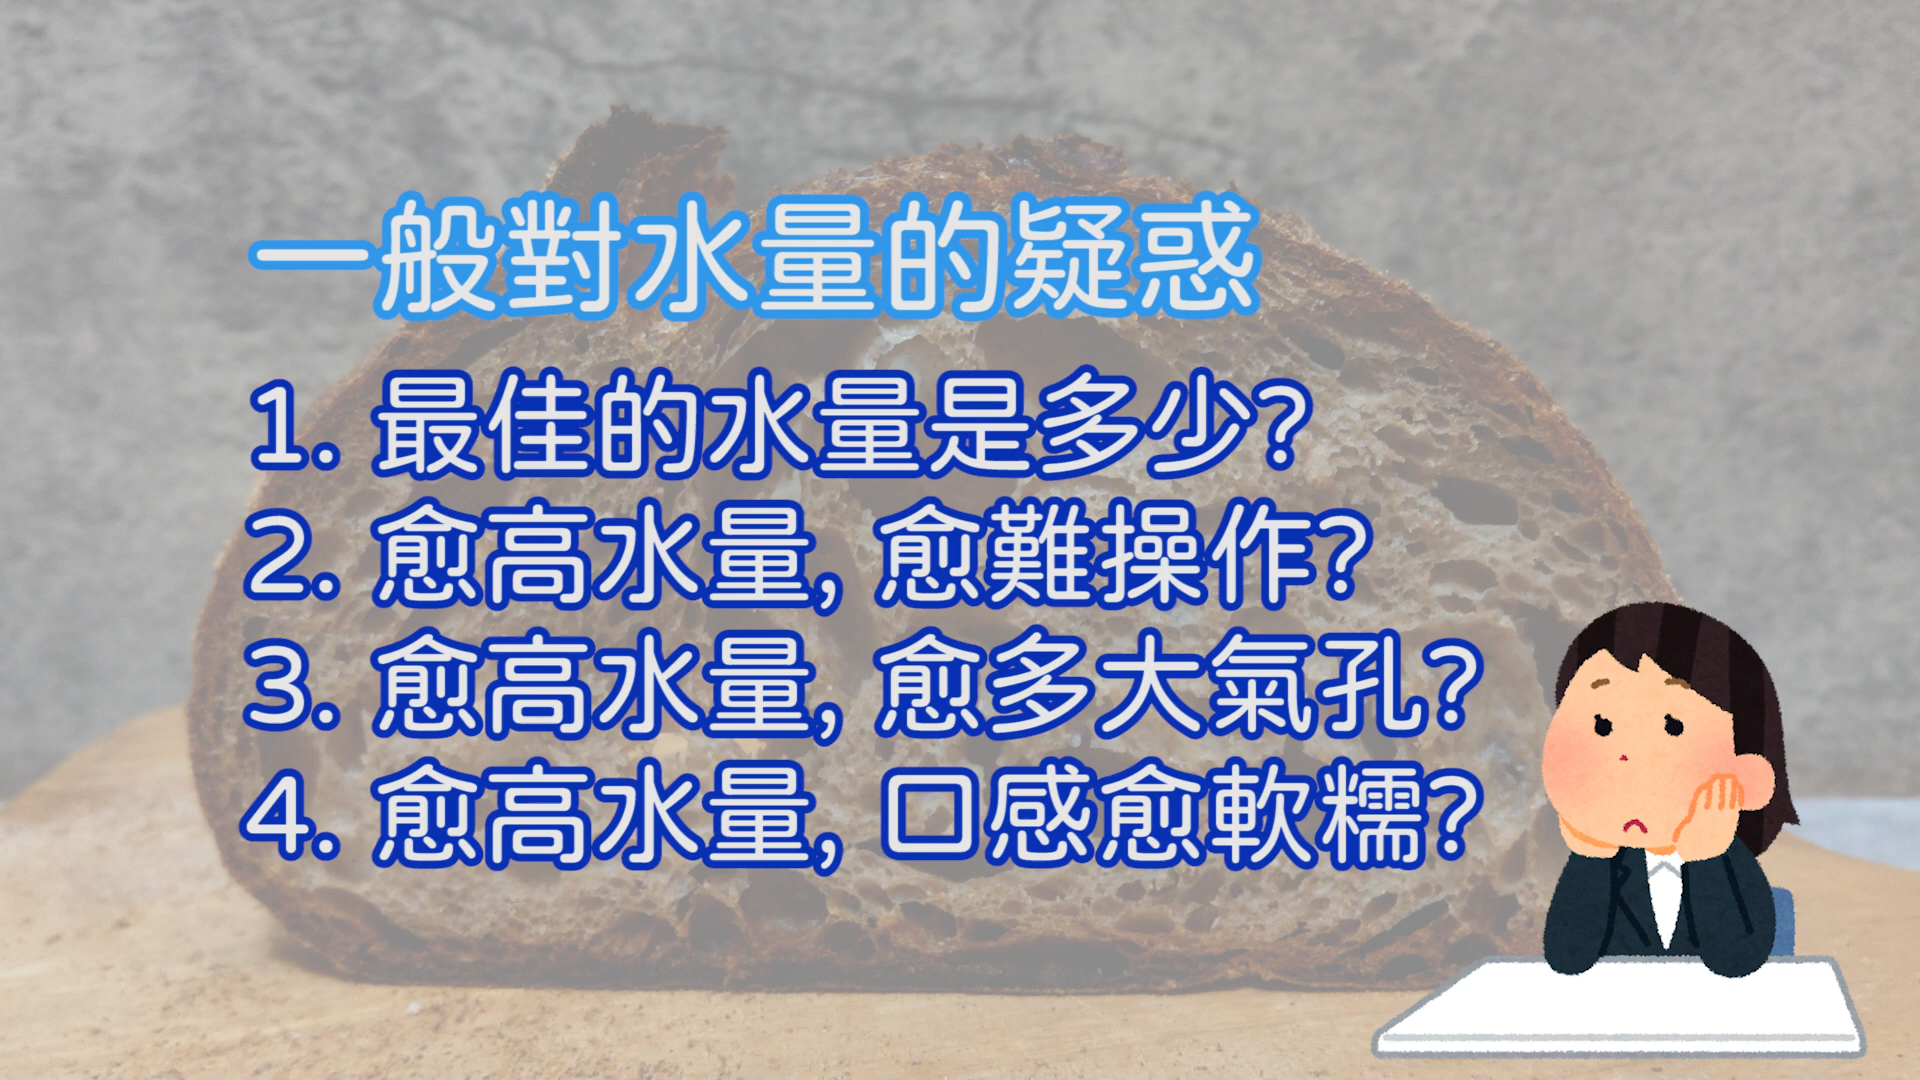 一般對水量的疑惑
1. 最佳的水量是多少?
2. 愈高水量, 愈難操作?
3. 愈高水量, 愈多大氣孔?
4. 愈高水量, 口感愈軟糯?